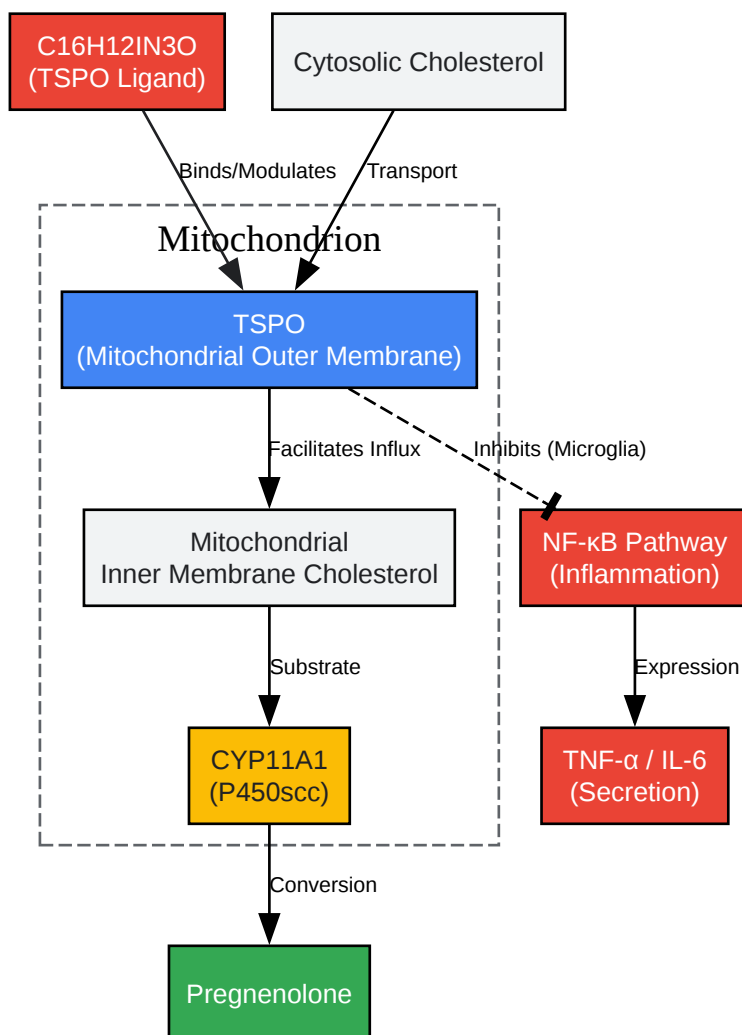 C16H12IN3O
(TSPO Ligand)
Cytosolic Cholesterol
Binds/Modulates
Transport
Mitochondrion
TSPO
(Mitochondrial Outer Membrane)
Facilitates Influx
Inhibits (Microglia)
Mitochondrial
Inner Membrane Cholesterol
NF-κB Pathway
(Inflammation)
Substrate
Expression
CYP11A1
(P450scc)
TNF-α / IL-6
(Secretion)
Conversion
Pregnenolone